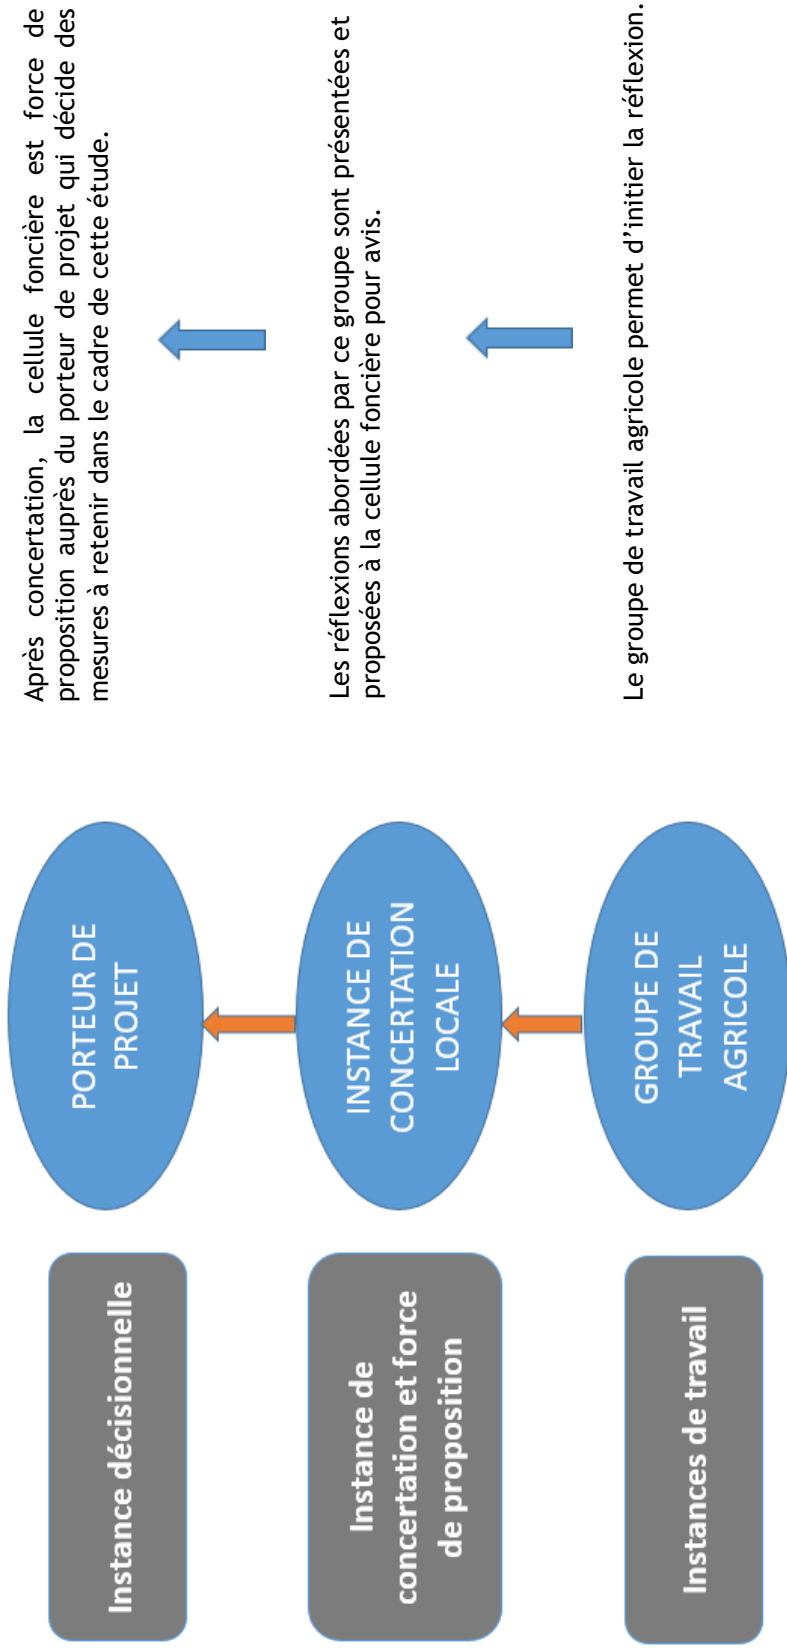 Instance décisionnelle
PORTEUR DE
PROJET
Après concertation, la cellule foncière est force de
proposition auprès du porteur de projet qui décide des
mesures à retenir dans le cadre de cette étude.
Instance de
concertation et force
de proposition
INSTANCE DE
CONCERTATION
LOCALE
Les réflexions abordées par ce groupe sont présentées et
proposées à la cellule foncière pour avis.
Instances de travail
GROUPE DE
TRAVAIL
AGRICOLE
Le groupe de travail agricole permet d’initier la réflexion.